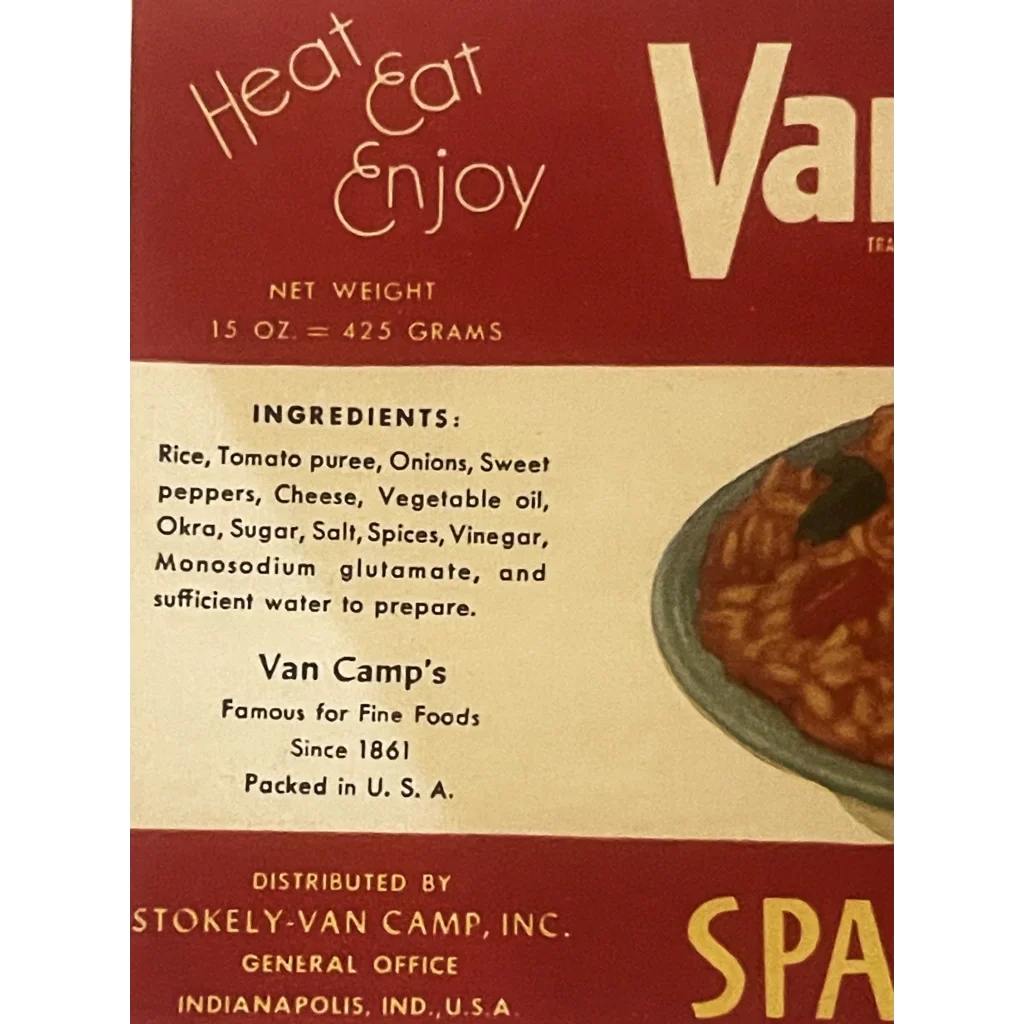 Heat
Eat
Enjoy
NET WEIGHT
15 OZ. = 425 GRAMS
INGREDIENTS:
Rice, Tomato puree, Onions, Sweet
peppers, Cheese, Vegetable oil,
Okra, Sugar, Salt, Spices, Vinegar,
Monosodium glutamate, and
sufficient water to prepare.
Van Camp's
Famous for Fine Foods
Since 1861
Packed in U. S. A.
DISTRIBUTED BY
STOKELY-VAN CAMP, INC.
GENERAL OFFICE
INDIANAPOLIS, IND., U.S.A.